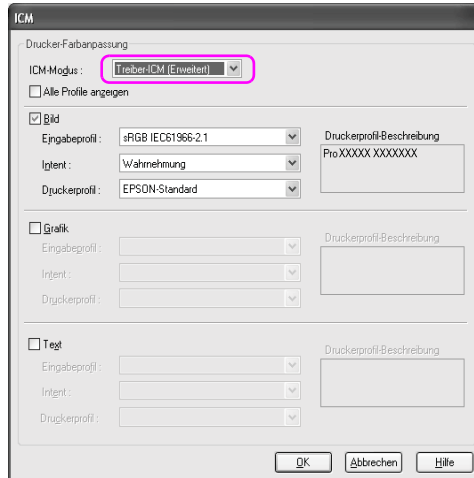 ICM
Drucker-Farbanpassung
ICM-Modus : Treiber-ICM (Erweitert)
Alle Profile anzeigen
Bild
Eingabeprofil : sRGB IEC61966-2.1
Intent : Wahrnehmung
Druckerprofil : EPSON-Standard
Druckerprofil-Beschreibung
Pro XXXXX XXXXXXX
Grafik
Eingabeprofil :
Intent :
Druckerprofil :
Druckerprofil-Beschreibung
Text
Eingabeprofil :
Intent :
Druckerprofil :
Druckerprofil-Beschreibung
OK Abbrechen Hilfe